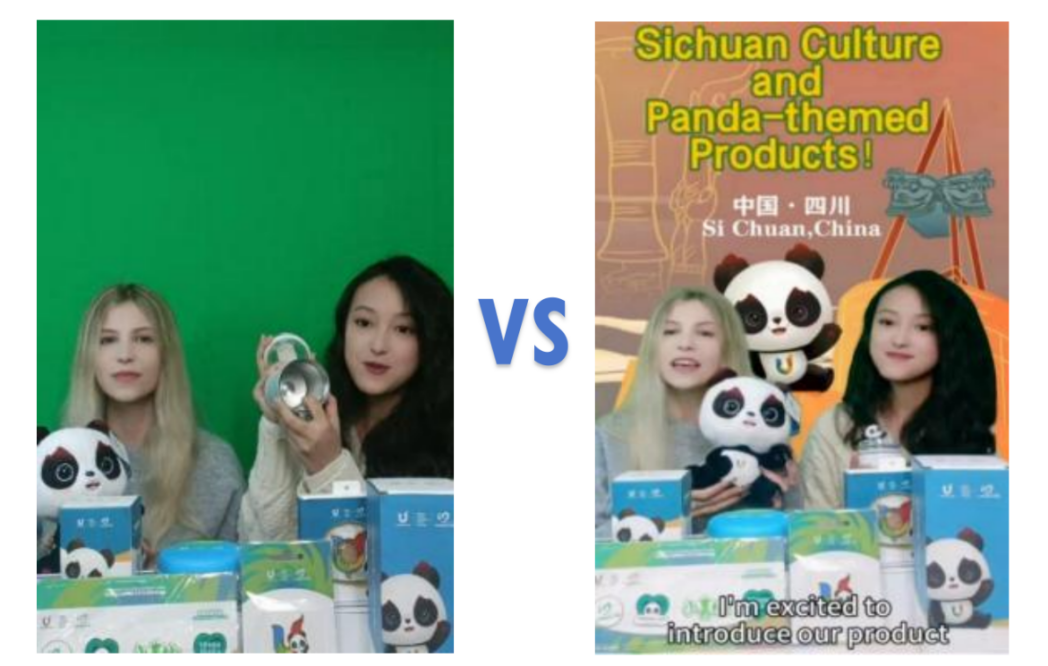 VS
Sichuan Culture
and
Panda-themed
Products!
中国·四川
Si Chuan,China
I'm excited to
introduce our product